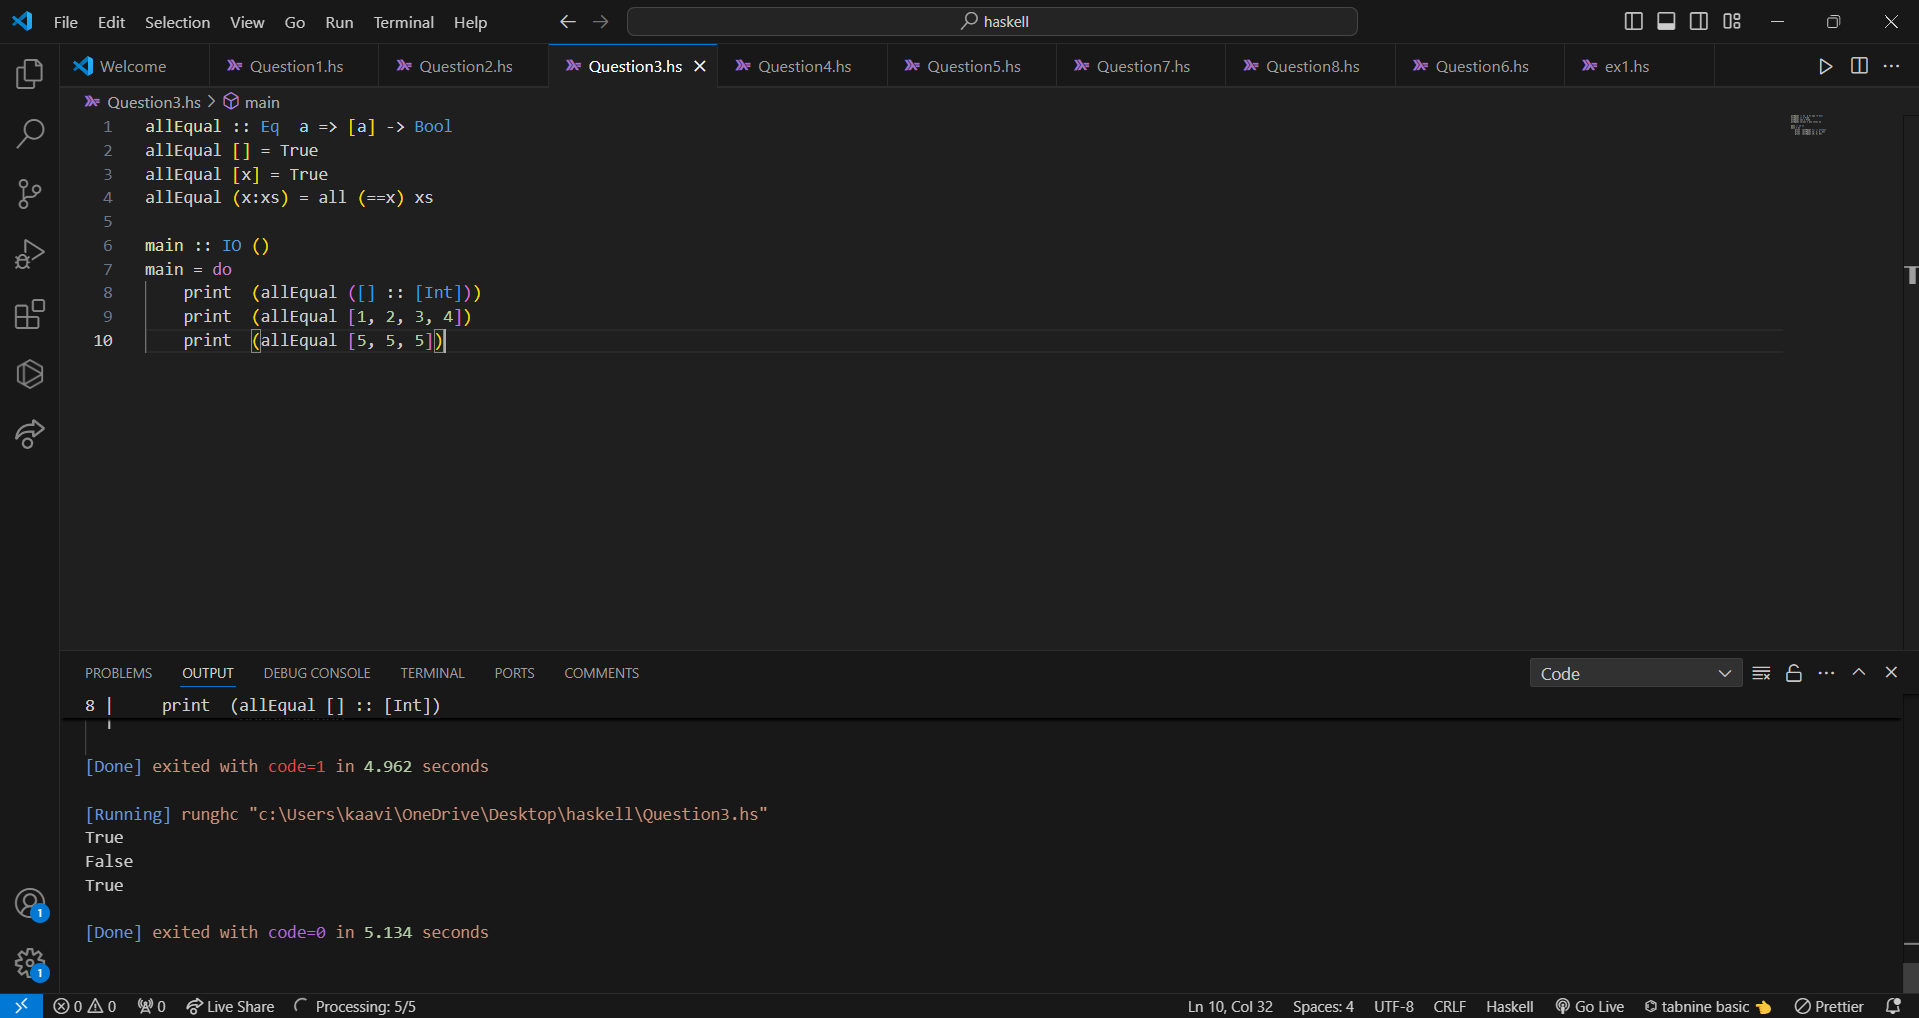 File Edit Selection View Go Run Terminal Help haskell
Welcome Question1.hs Question2.hs Question3.hs Question4.hs Question5.hs Question7.hs Question8.hs Question6.hs ex1.hs
Question3.hs > main
1 allEqual :: Eq  a => [a] -> Bool
2 allEqual [] = True
3 allEqual [x] = True
4 allEqual (x:xs) = all (==x) xs
5
6 main :: IO ()
7 main = do
8     print  (allEqual ([] :: [Int]))
9     print  (allEqual [1, 2, 3, 4])
10     print  (allEqual [5, 5, 5])
PROBLEMS OUTPUT DEBUG CONSOLE TERMINAL PORTS COMMENTS Code
8 |     print  (allEqual [] :: [Int])
|
[Done] exited with code=1 in 4.962 seconds
[Running] runghc "c:\Users\kaavi\OneDrive\Desktop\haskell\Question3.hs"
True
False
True
[Done] exited with code=0 in 5.134 seconds
1
1
0 0 0 Live Share Processing: 5/5 Ln 10, Col 32 Spaces: 4 UTF-8 CRLF Haskell Go Live tabnine basic 👈 Prettier